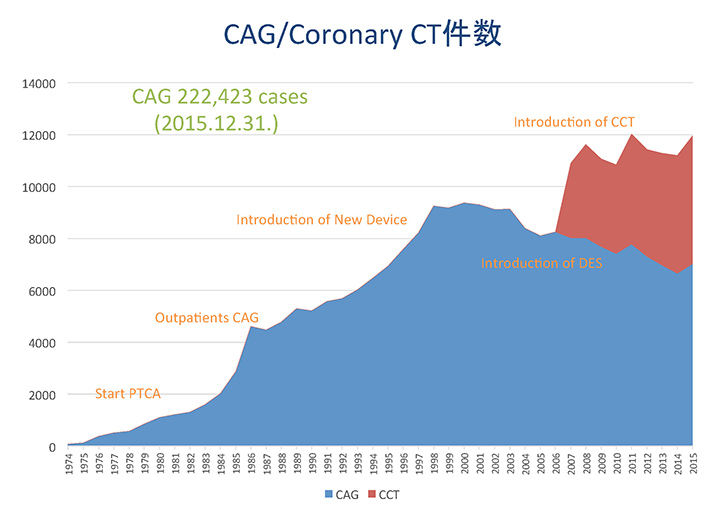 CAG/Coronary CT件数
14000
12000
10000
8000
6000
4000
2000
0
CAG 222,423 cases
(2015.12.31.)
Introduction of CCT
Introduction of New Device
Introduction of DES
Outpatients CAG
Start PTCA
1974 1975 1976 1977 1978 1979 1980 1981 1982 1983 1984 1985 1986 1987 1988 1989 1990 1991 1992 1993 1994 1995 1996 1997 1998 1999 2000 2001 2002 2003 2004 2005 2006 2007 2008 2009 2010 2011 2012 2013 2014 2015
CAG CCT